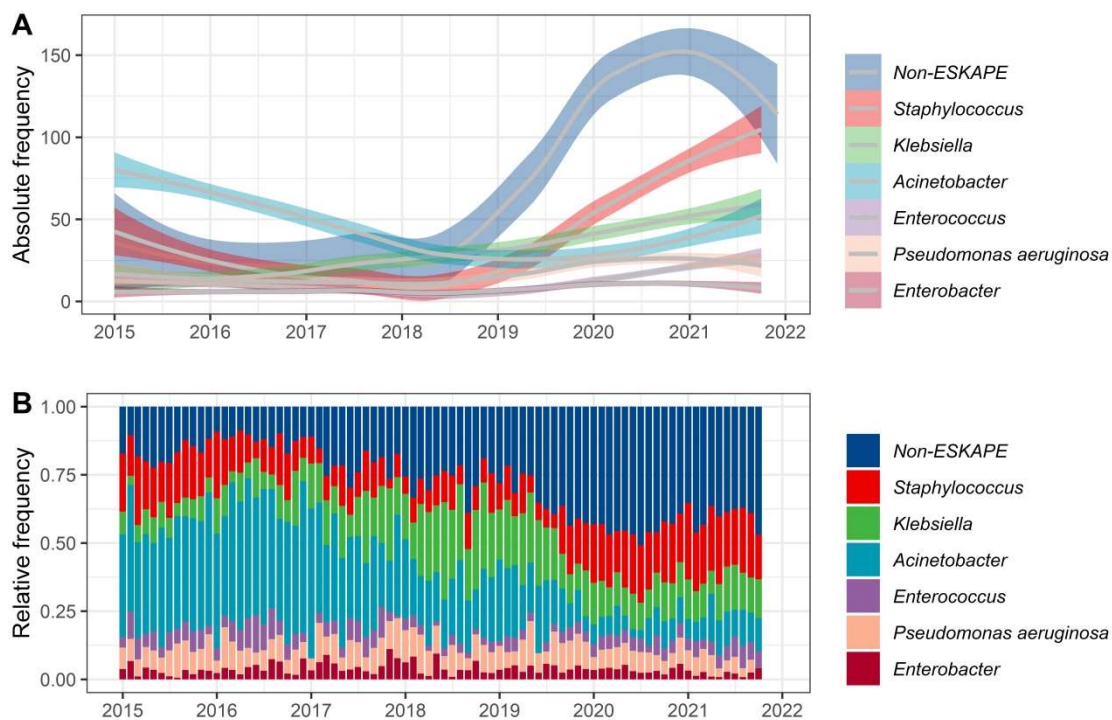 A
Absolute frequency
150
100
50
0
2015 2016 2017 2018 2019 2020 2021 2022
Non-ESKAPE
Staphylococcus
Klebsiella
Acinetobacter
Enterococcus
Pseudomonas aeruginosa
Enterobacter
B
Relative frequency
1.00
0.75
0.50
0.25
0.00
2015 2016 2017 2018 2019 2020 2021 2022
Non-ESKAPE
Staphylococcus
Klebsiella
Acinetobacter
Enterococcus
Pseudomonas aeruginosa
Enterobacter